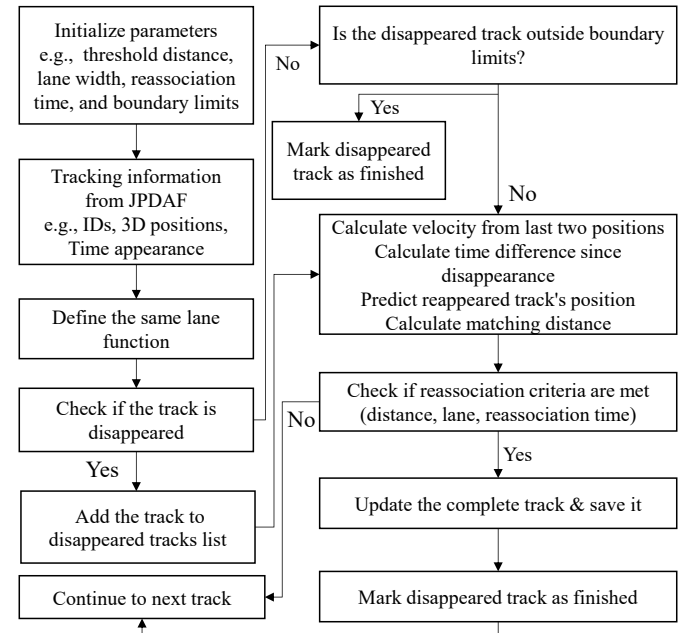 Initialize parameters
e.g., threshold distance,
lane width, reassociation
time, and boundary limits
Tracking information
from JPDAF
e.g., IDs, 3D positions,
Time appearance
Define the same lane
function
Check if the track is
disappeared
No
Yes
Add the track to
disappeared tracks list
Continue to next track
Is the disappeared track outside boundary
limits?
Yes
Mark disappeared
track as finished
No
Calculate velocity from last two positions
Calculate time difference since
disappearance
Predict reappeared track's position
Calculate matching distance
Check if reassociation criteria are met
(distance, lane, reassociation time)
No
Yes
Update the complete track & save it
Mark disappeared track as finished